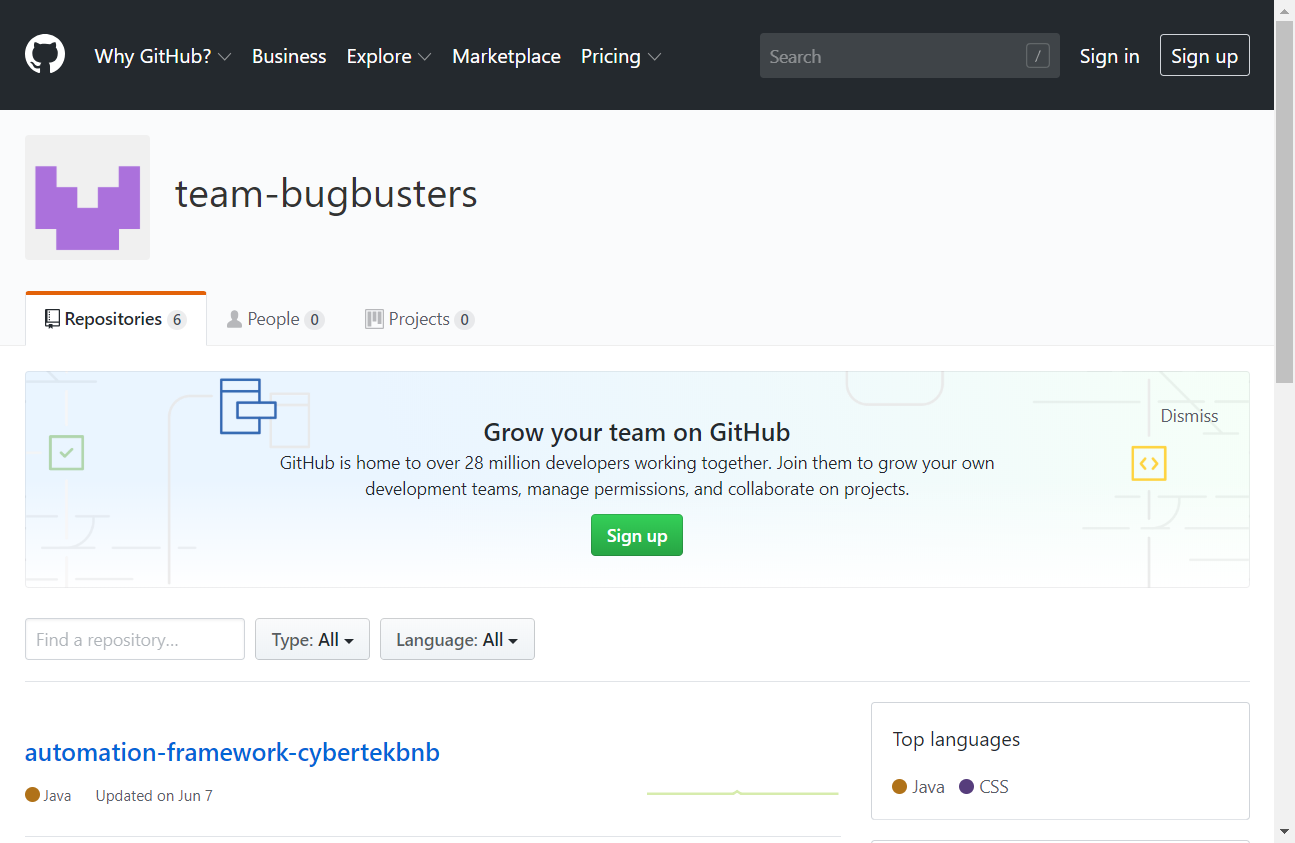 Why GitHub? Business Explore Marketplace Pricing Search / Sign in Sign up
team-bugbusters
Repositories 6 People 0 Projects 0
Dismiss
Grow your team on GitHub
GitHub is home to over 28 million developers working together. Join them to grow your own
development teams, manage permissions, and collaborate on projects.
Sign up
Find a repository... Type: All Language: All
automation-framework-cybertekbnb
Java Updated on Jun 7
Top languages
Java CSS